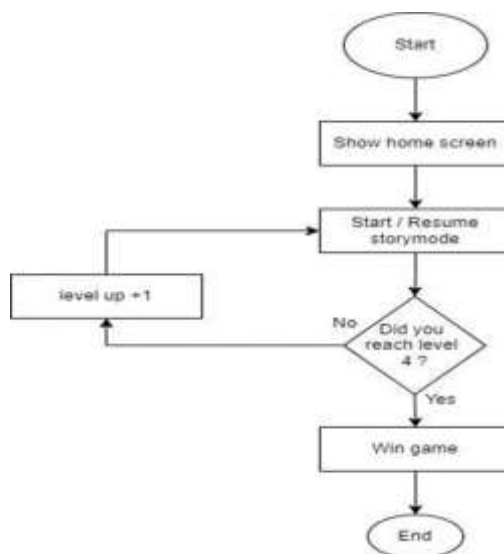 Start
Show home screen
Start / Resume
storymode
level up +1
No
Did you
reach level
4 ?
Yes
Win game
End